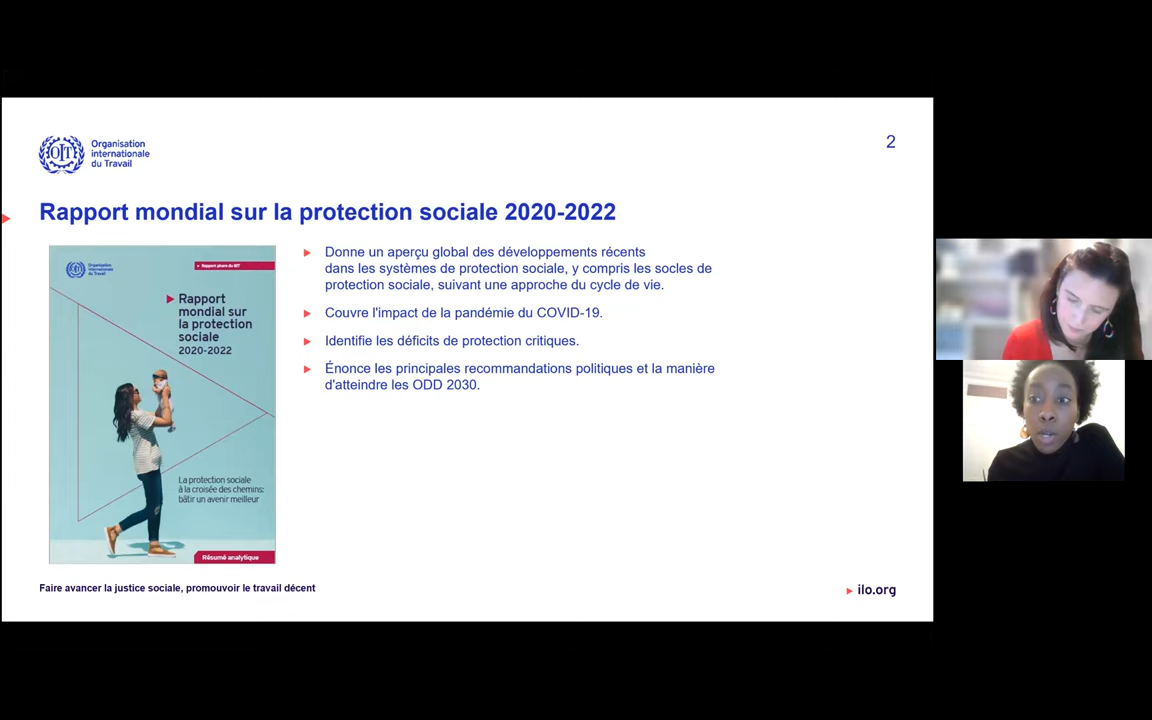 Organisation
internationale
du Travail
2
Rapport mondial sur la protection sociale 2020-2022
Organisation
internationale
du Travail
Rapport phare du BIT
Rapport
mondial sur
la protection
sociale
2020-2022
La protection sociale
à la croisée des chemins:
bâtir un avenir meilleur
Résumé analytique
Donne un aperçu global des développements récents
dans les systèmes de protection sociale, y compris les socles de
protection sociale, suivant une approche du cycle de vie.
Couvre l'impact de la pandémie du COVID-19.
Identifie les déficits de protection critiques.
Énonce les principales recommandations politiques et la manière
d'atteindre les ODD 2030.
Faire avancer la justice sociale, promouvoir le travail décent
ilo.org